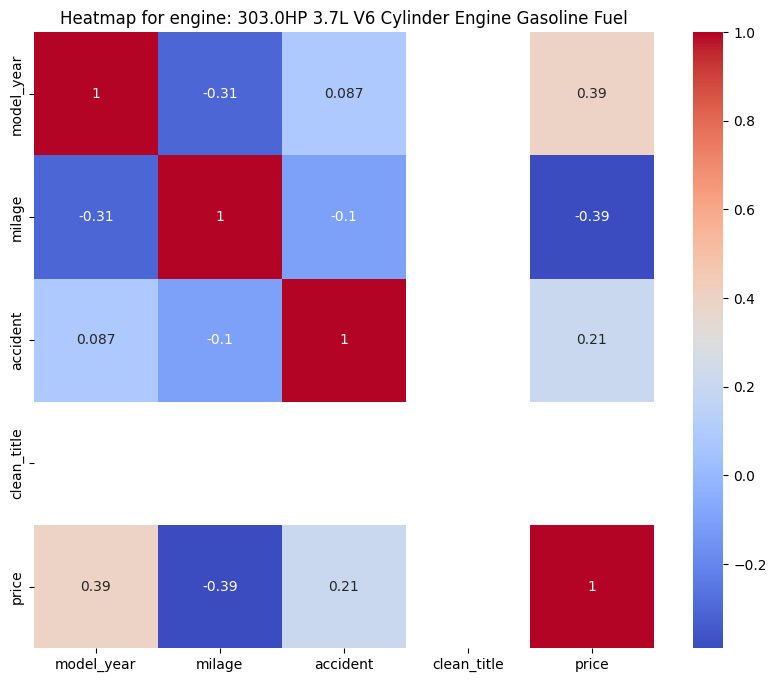 Heatmap for engine: 303.0HP 3.7L V6 Cylinder Engine Gasoline Fuel
model_year
1
-0.31
0.087
0.39
milage
-0.31
1
-0.1
-0.39
accident
0.087
-0.1
1
0.21
clean_title
price
0.39
-0.39
0.21
1
model_year
milage
accident
clean_title
price
1.0
0.8
0.6
0.4
0.2
0.0
−0.2